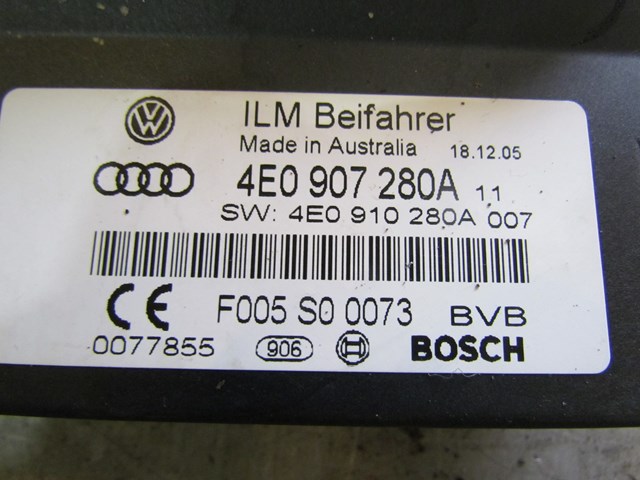 ILM Beifahrer
Made in Australia 18.12.05
4E0 907 280A 11
SW: 4E0 910 280A 007
CE F005 S0 0073 BVB
0077855 906 BOSCH